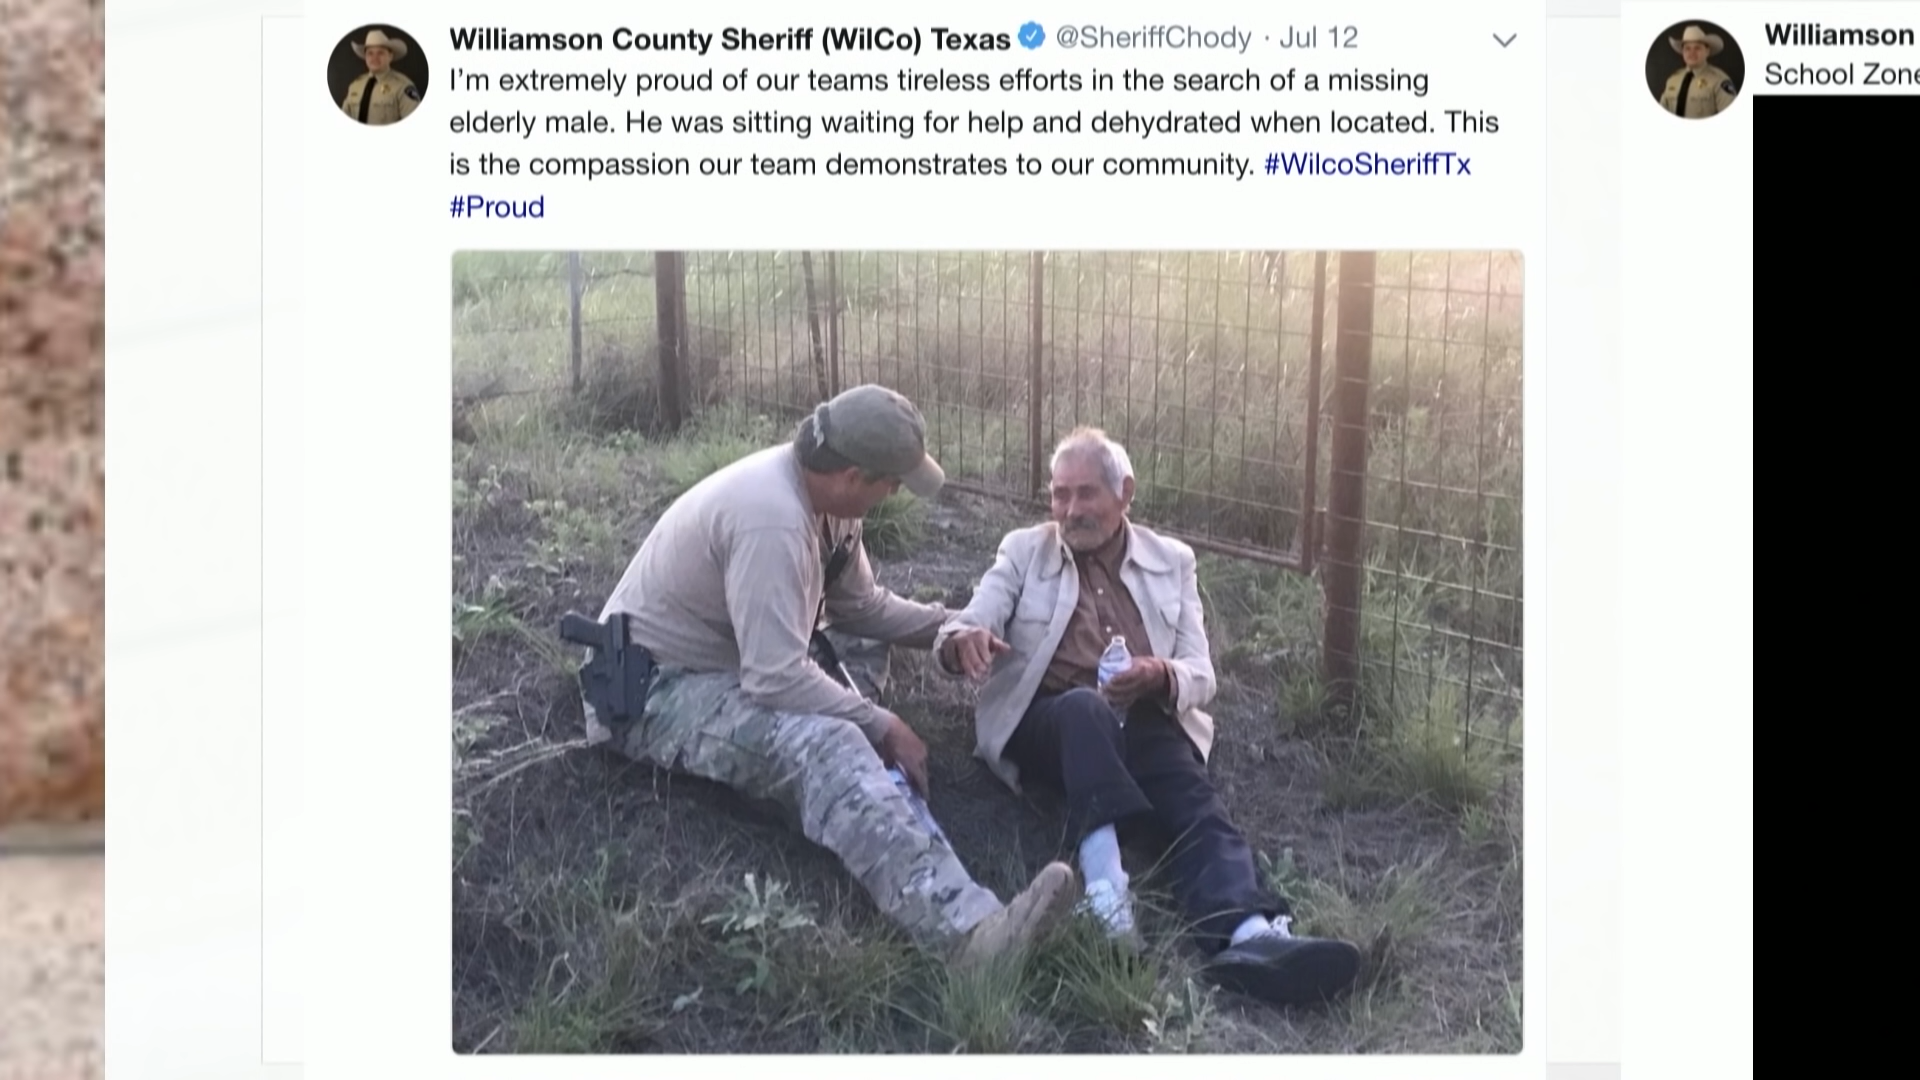 Williamson County Sheriff (WilCo) Texas @SheriffChody · Jul 12
I'm extremely proud of our teams tireless efforts in the search of a missing
elderly male. He was sitting waiting for help and dehydrated when located. This
is the compassion our team demonstrates to our community. #WilcoSheriffTx
#Proud
Williamson
School Zone